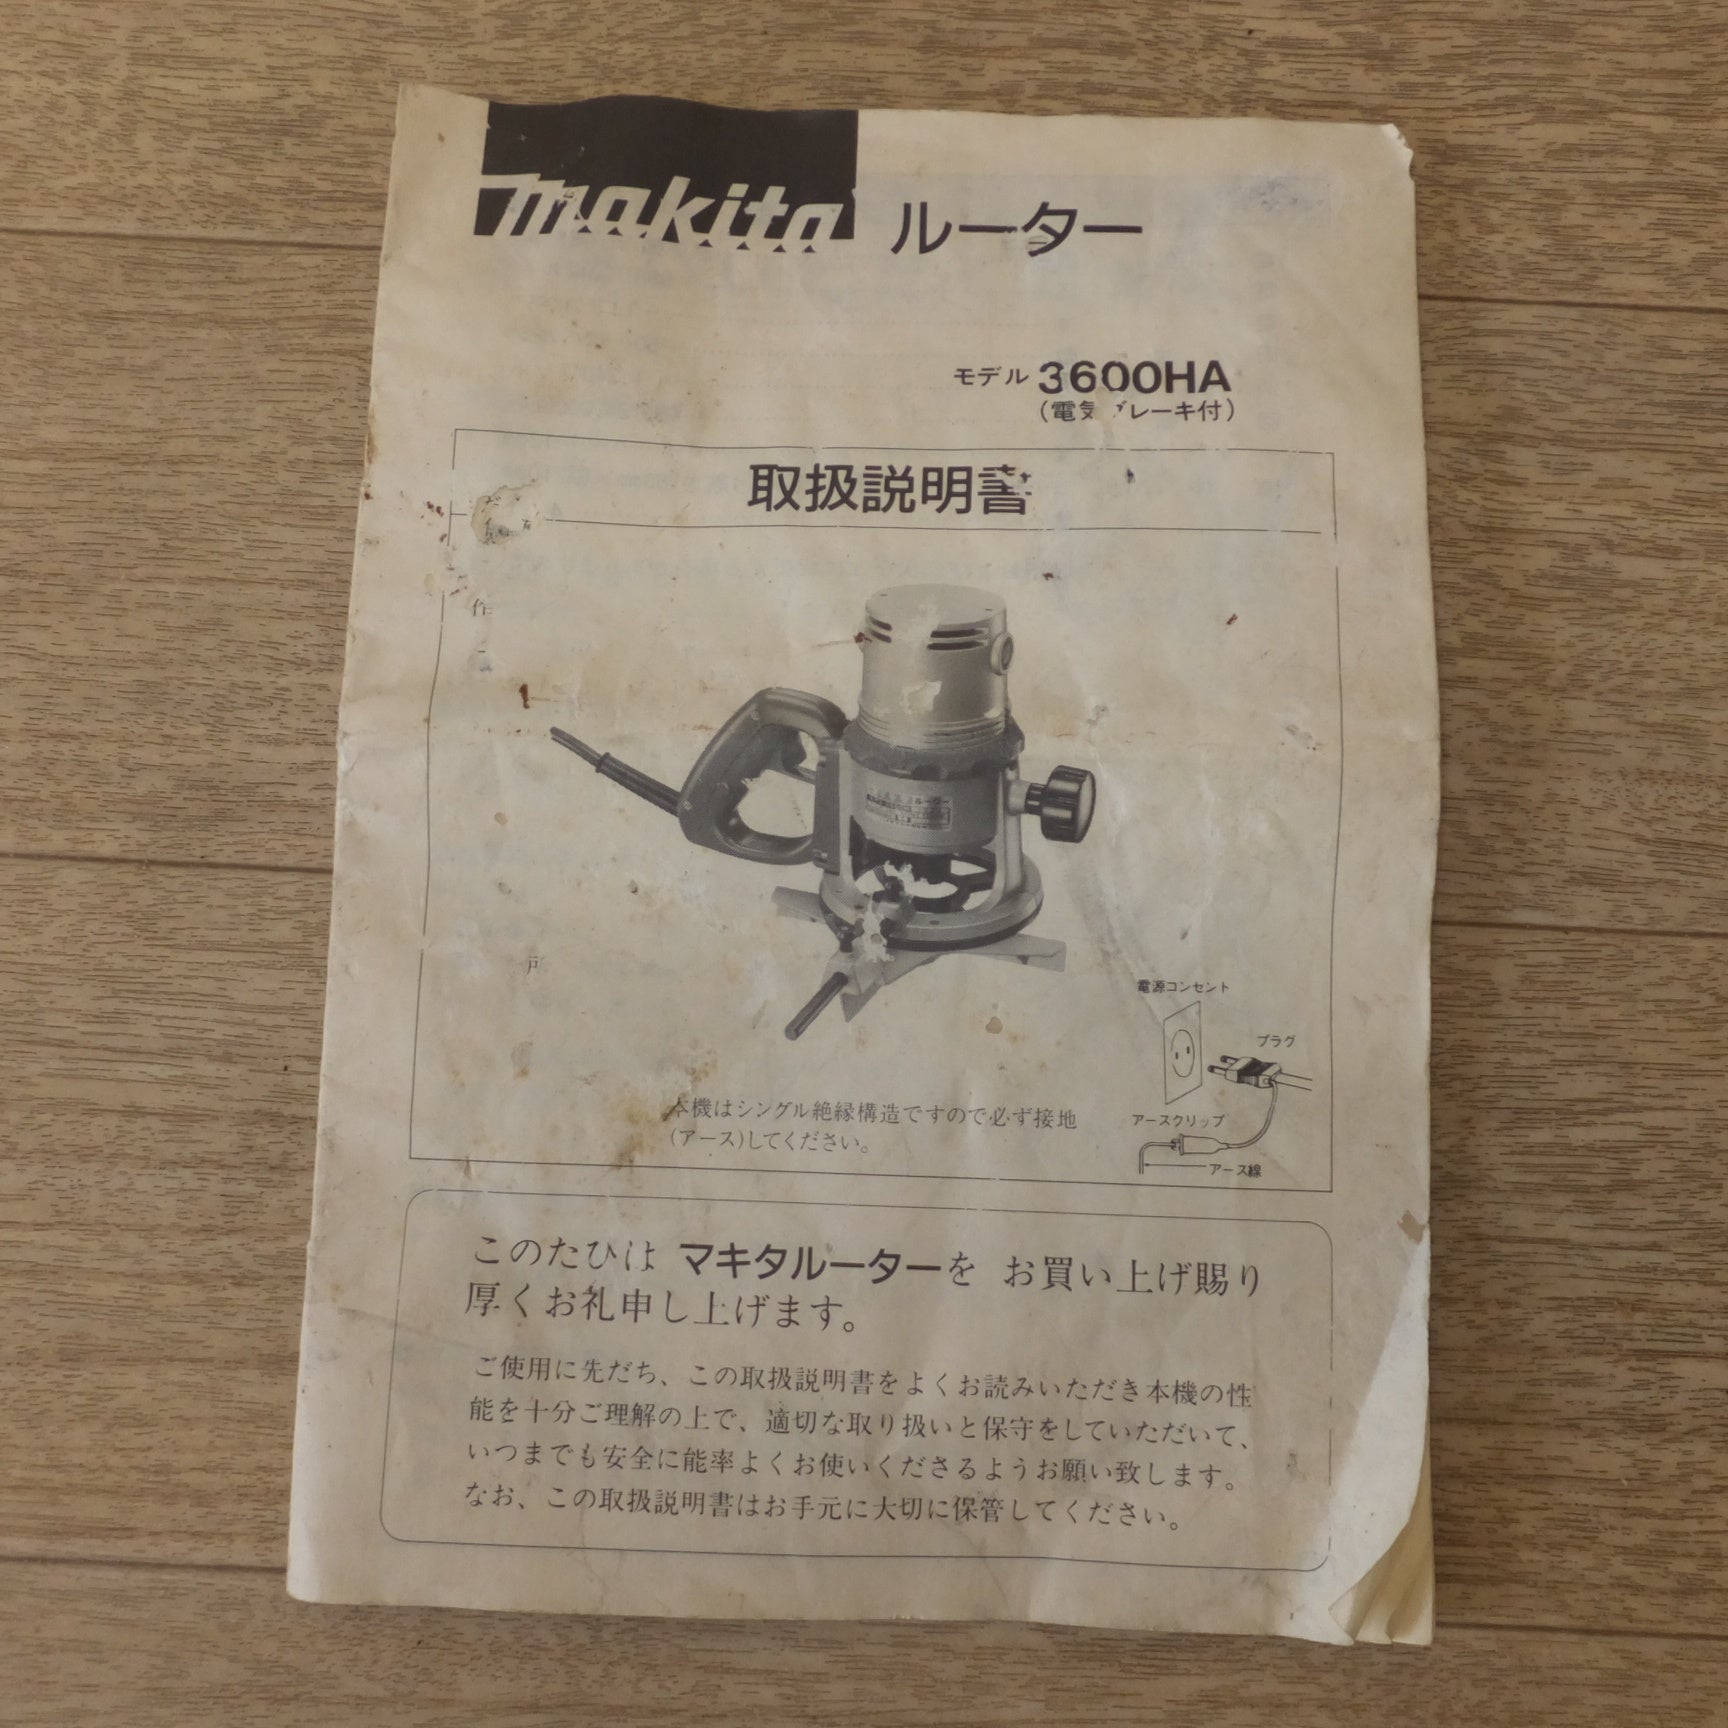 makita ルーター
モデル 3600HA
(電気ブレーキ付)
取扱説明書
作
戸
電源コンセント
プラグ
本機はシングル絶縁構造ですので必ず接地
(アース)してください。
アースクリップ
アース線
このたびは マキタルーターを お買い上げ賜り
厚くお礼申し上げます。
ご使用に先だち、この取扱説明書をよくお読みいただき本機の性
能を十分ご理解の上で、適切な取り扱いと保守をしていただいて、
いつまでも安全に能率よくお使いくださるようお願い致します。
なお、この取扱説明書はお手元に大切に保管してください。